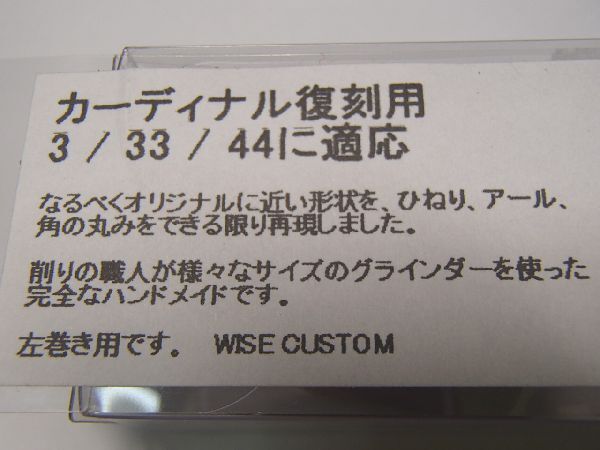 カーディナル復刻用
3 / 33 / 44に適応
なるべくオリジナルに近い形状を、ひねり、アール、
角の丸みをできる限り再現しました。
削りの職人が様々なサイズのグラインダーを使った
完全なハンドメイドです。
左巻き用です。 WISE CUSTOM